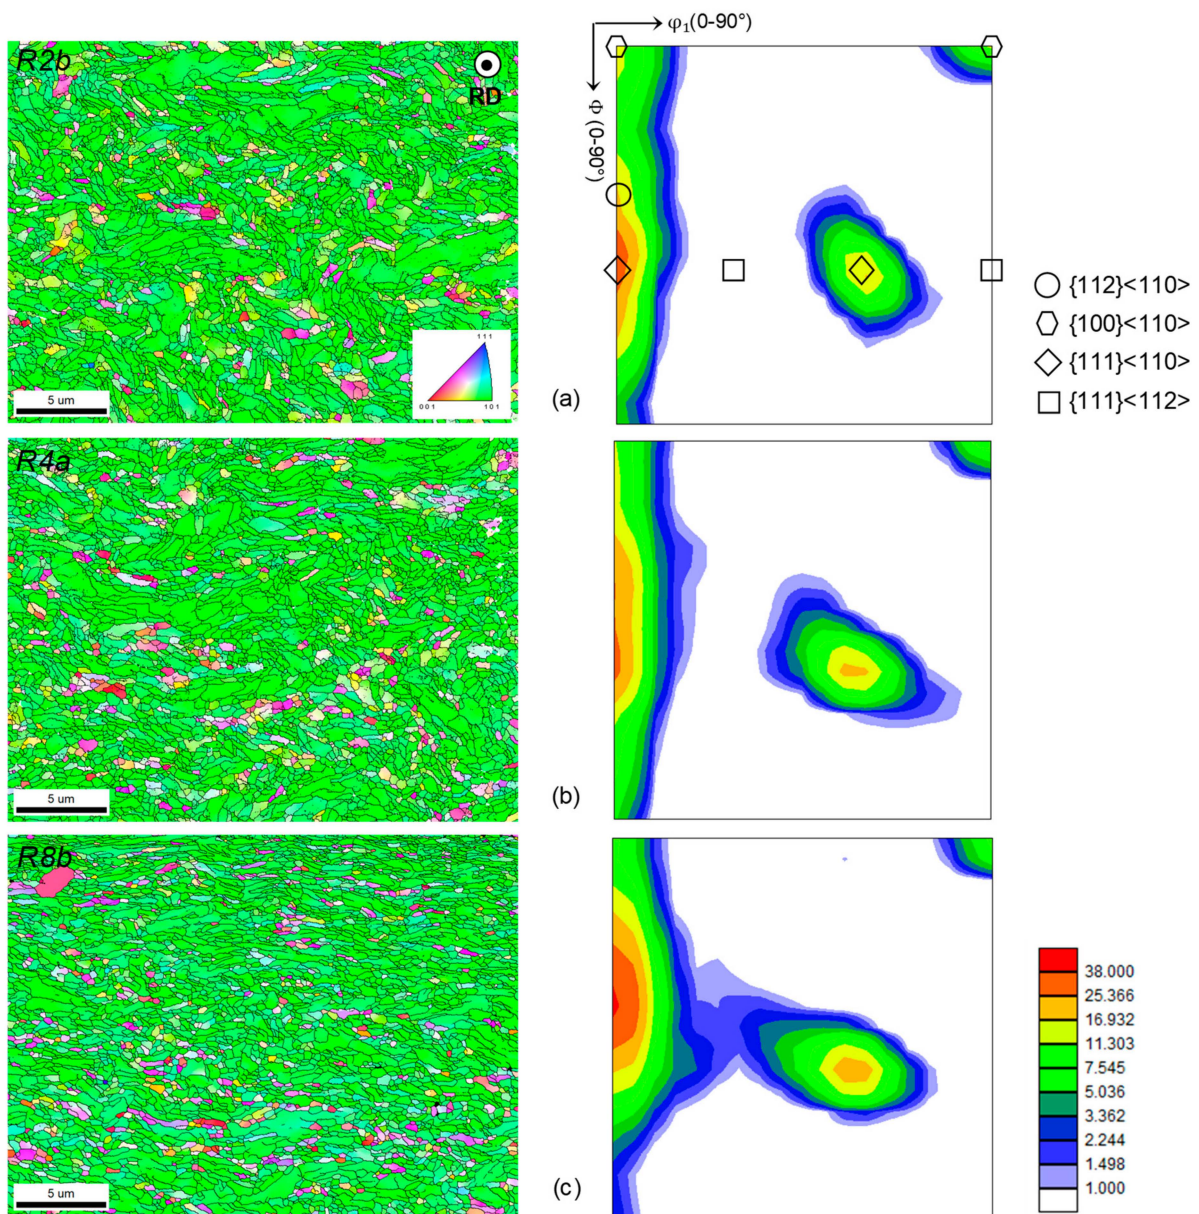 R2b
RD
111
001
101
5 um
φ₁(0-90°)
Φ (0-90°)
(a)
{112}<110>
{100}<110>
{111}<110>
{111}<112>
R4a
5 um
(b)
R8b
5 um
(c)
38.000
25.366
16.932
11.303
7.545
5.036
3.362
2.244
1.498
1.000